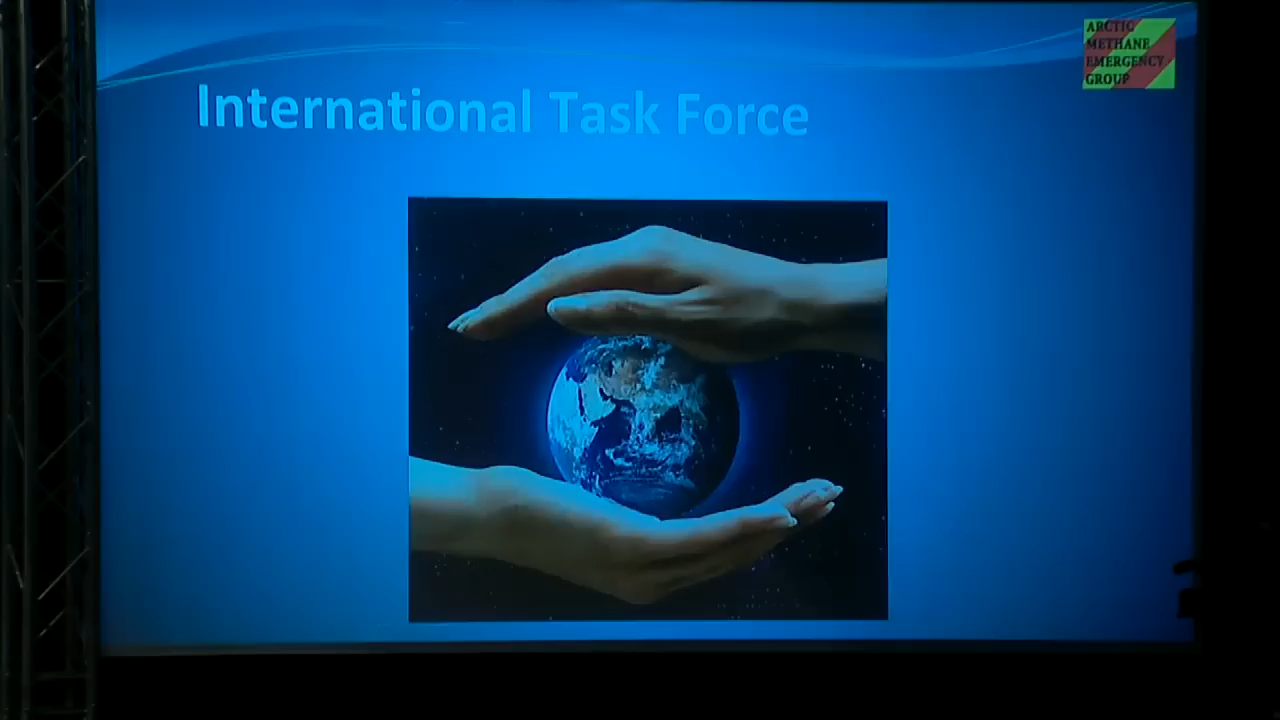 International Task Force
ARCTIC
METHANE
EMERGENCY
GROUP